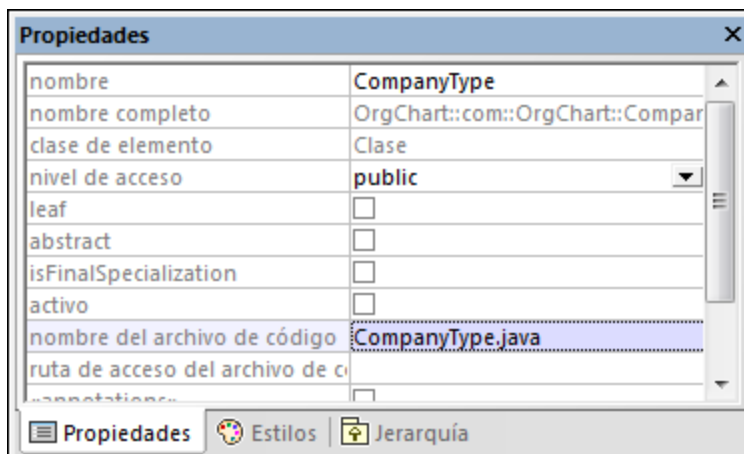 Propiedades
nombre CompanyType
nombre completo OrgChart::com::OrgChart::Compar
clase de elemento Clase
nivel de acceso public
leaf
abstract
isFinalSpecialization
activo
nombre del archivo de código CompanyType.java
ruta de acceso del archivo de c
«annotations»
Propiedades Estilos Jerarquía